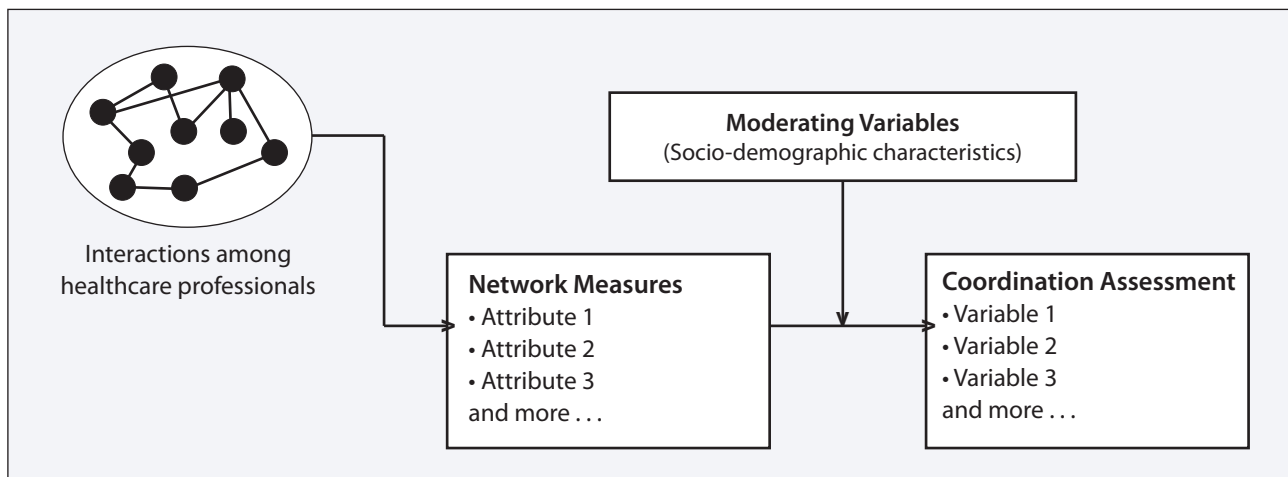 Interactions among
healthcare professionals
Moderating Variables
(Socio-demographic characteristics)
Network Measures
• Attribute 1
• Attribute 2
• Attribute 3
and more . . .
Coordination Assessment
• Variable 1
• Variable 2
• Variable 3
and more . . .